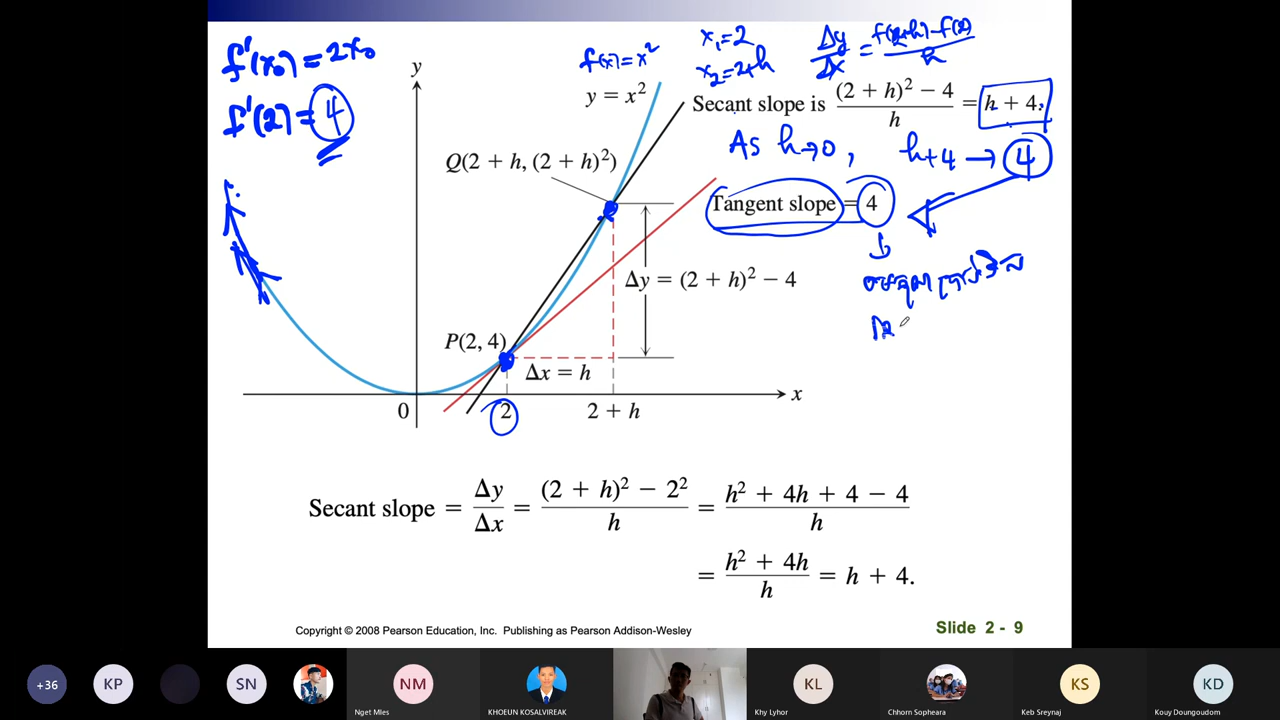 f'(x₀) = 2x₀
f'(2) = 4
f(x) = x²
x₁ = 2
x₂ = 2+h
Δy/Δx = (f(2+h) - f(2))/h
y
y = x²
Secant slope is ((2 + h)² − 4)/h = h + 4.
As h→0, h+4 → 4
Q(2 + h, (2 + h)²)
Tangent slope = 4
Δy = (2 + h)² − 4
P(2, 4)
Δx = h
x
0
2
2 + h
Secant slope = Δy/Δx = ((2 + h)² − 2²)/h = (h² + 4h + 4 − 4)/h
= (h² + 4h)/h = h + 4.
Copyright © 2008 Pearson Education, Inc. Publishing as Pearson Addison-Wesley
Slide 2 - 9
+36
KP
SN
NM
KL
KS
KD
Nget Mles
KHOEUN KOSALVIREAK
Khy Lyhor
Chhorn Sopheara
Keb Sreynaj
Kouy Doungoudom